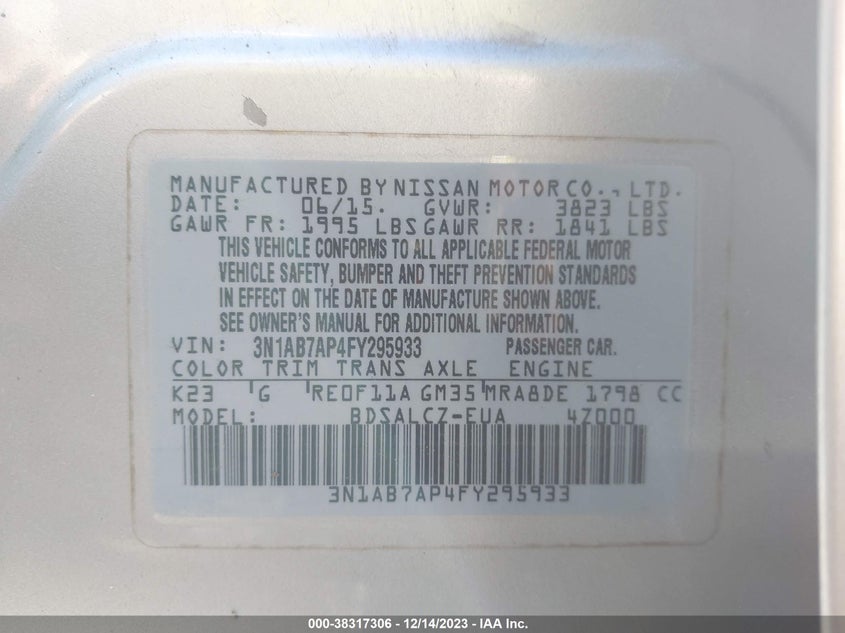 MANUFACTURED BY NISSAN MOTOR CO., LTD.
DATE: 06/15. GVWR: 3823 LBS
GAWR FR: 1995 LBS GAWR RR: 1841 LBS
THIS VEHICLE CONFORMS TO ALL APPLICABLE FEDERAL MOTOR
VEHICLE SAFETY, BUMPER AND THEFT PREVENTION STANDARDS
IN EFFECT ON THE DATE OF MANUFACTURE SHOWN ABOVE.
SEE OWNER'S MANUAL FOR ADDITIONAL INFORMATION.
VIN: 3N1AB7AP4FY295933 PASSENGER CAR.
COLOR TRIM TRANS AXLE ENGINE
K23 G RE0F11A GM35 MRA8DE 1798 CC
MODEL: BDSALCZ-EUA 4Z000
3N1AB7AP4FY295933
000-38317306 - 12/14/2023 - IAA Inc.